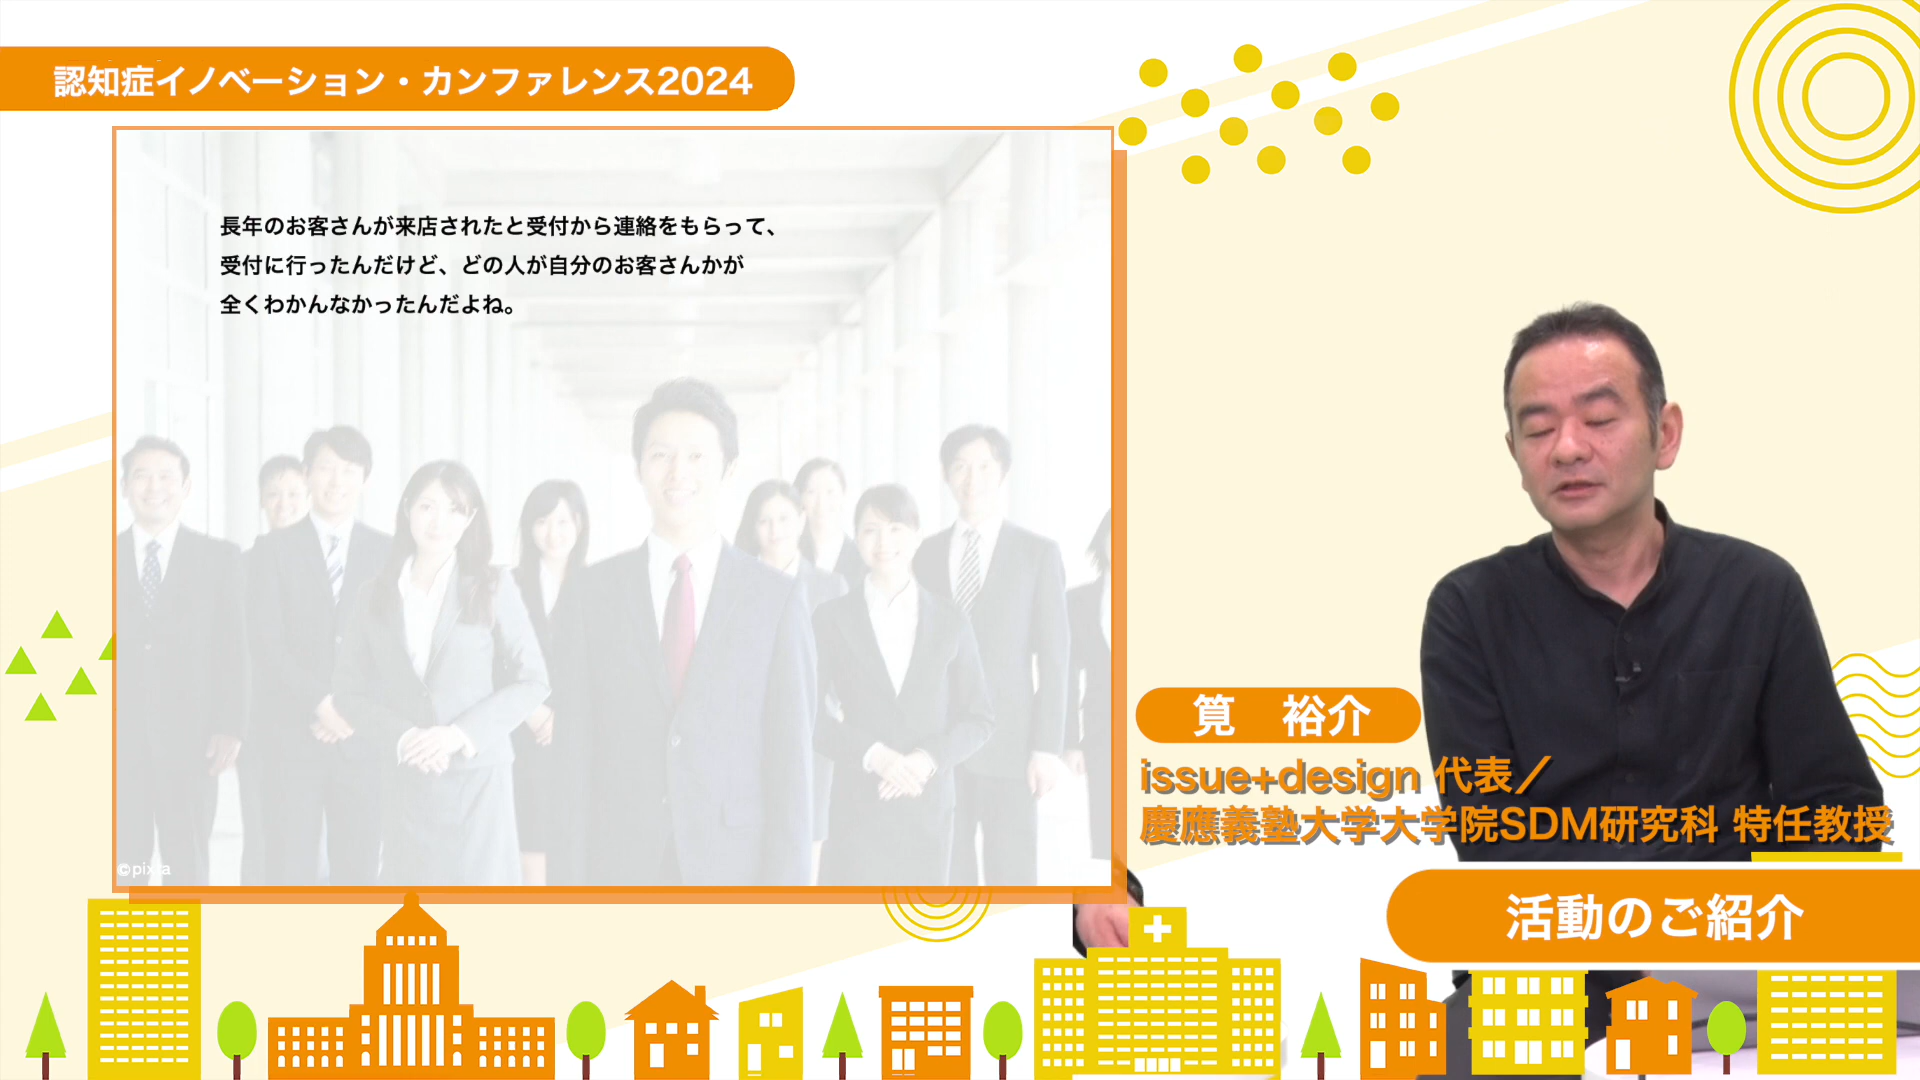 認知症イノベーション・カンファレンス2024
長年のお客さんが来店されたと受付から連絡をもらって、
受付に行ったんだけど、どの人が自分のお客さんかが
全くわかんなかったんだよね。
©pixta
筧　裕介
issue+design 代表／
慶應義塾大学大学院SDM研究科 特任教授
活動のご紹介